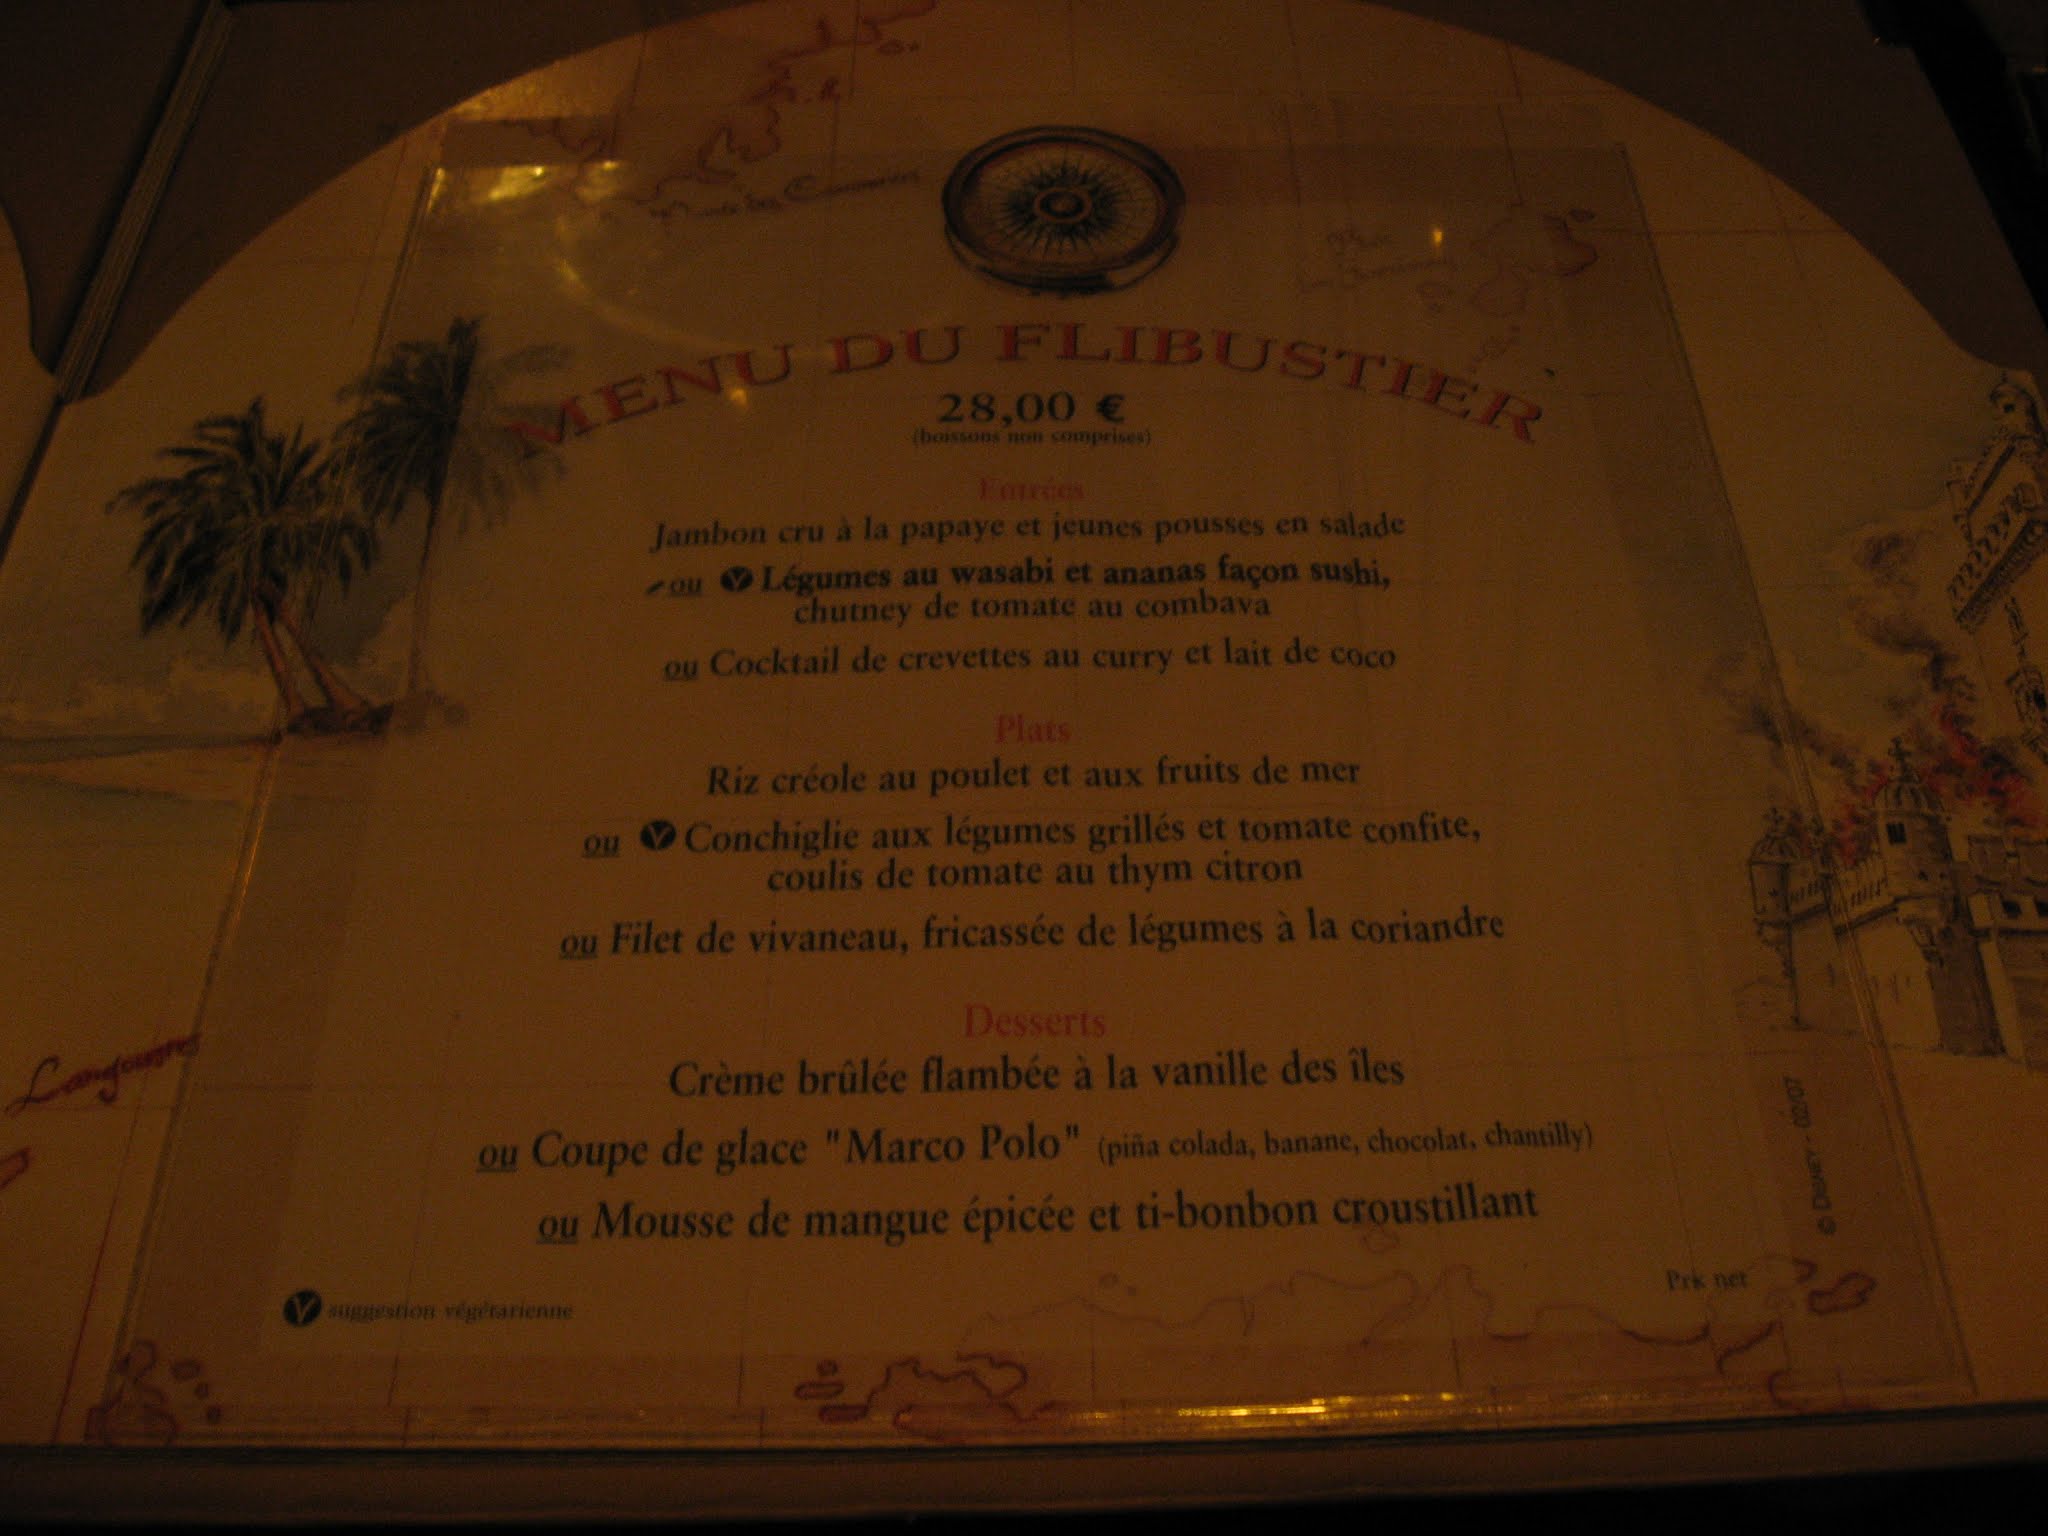 MENU DU FLIBUSTIER
28,00 €
(boissons non comprises)
Entrées
Jambon cru à la papaye et jeunes pousses en salade
ou V Légumes au wasabi et ananas façon sushi,
chutney de tomate au combava
ou Cocktail de crevettes au curry et lait de coco
Plats
Riz créole au poulet et aux fruits de mer
ou V Conchiglie aux légumes grillés et tomate confite,
coulis de tomate au thym citron
ou Filet de vivaneau, fricassée de légumes à la coriandre
Desserts
Crème brûlée flambée à la vanille des îles
ou Coupe de glace "Marco Polo" (piña colada, banane, chocolat, chantilly)
ou Mousse de mangue épicée et ti-bonbon croustillant
V suggestion végétarienne
Prix net
© DISNEY - 02/07
Langoustes